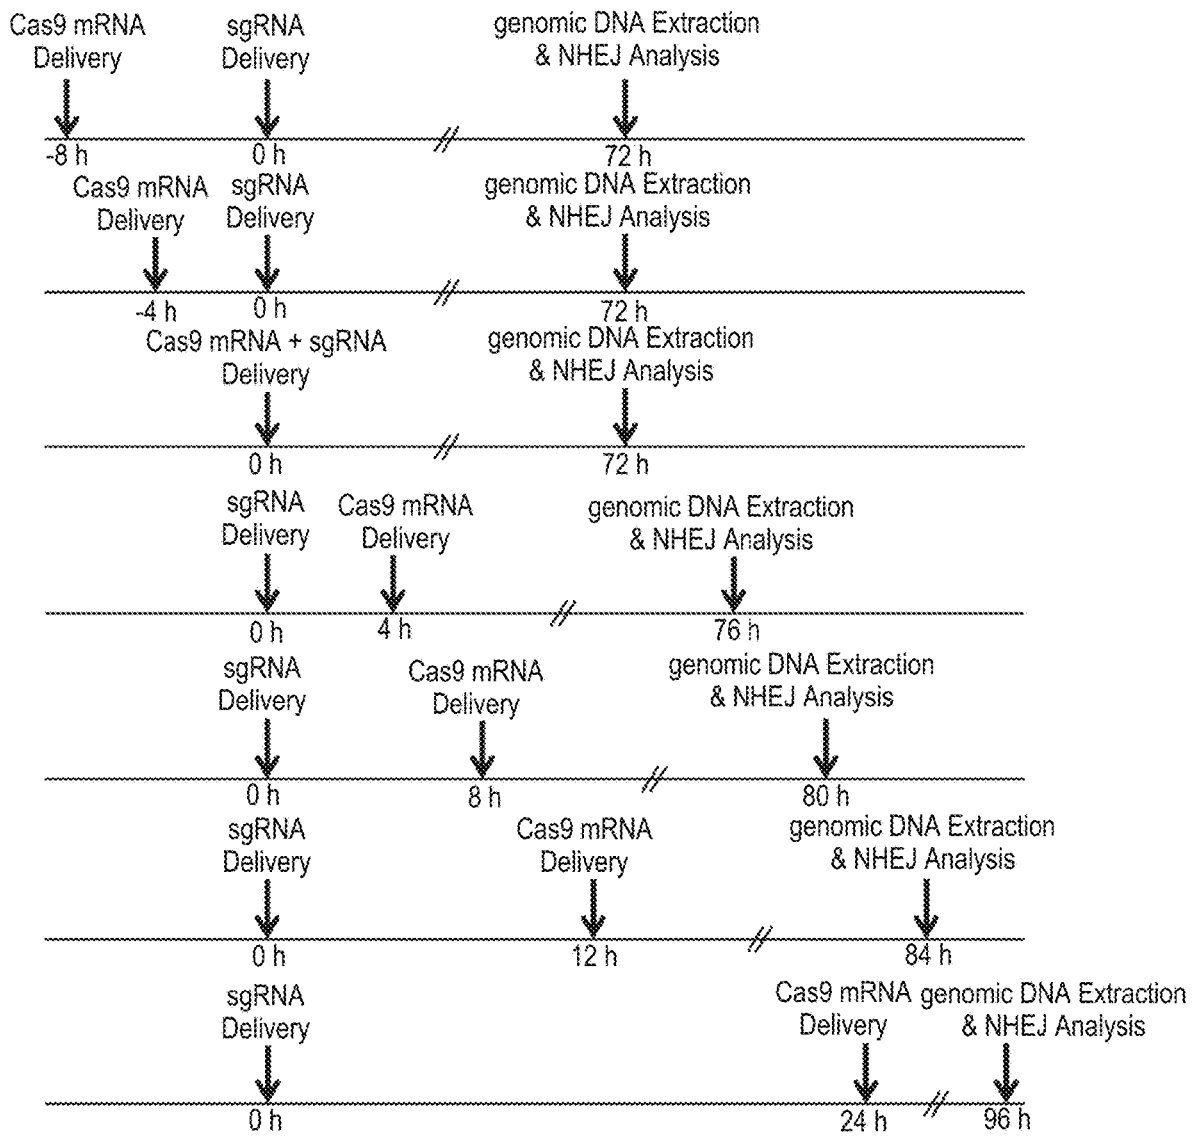 Cas9 mRNA
Delivery
sgRNA
Delivery
genomic DNA Extraction
& NHEJ Analysis
-8 h
0 h
72 h
Cas9 mRNA
Delivery
sgRNA
Delivery
genomic DNA Extraction
& NHEJ Analysis
-4 h
0 h
72 h
Cas9 mRNA + sgRNA
Delivery
genomic DNA Extraction
& NHEJ Analysis
0 h
72 h
sgRNA
Delivery
Cas9 mRNA
Delivery
genomic DNA Extraction
& NHEJ Analysis
0 h
4 h
76 h
sgRNA
Delivery
Cas9 mRNA
Delivery
genomic DNA Extraction
& NHEJ Analysis
0 h
8 h
80 h
sgRNA
Delivery
Cas9 mRNA
Delivery
genomic DNA Extraction
& NHEJ Analysis
0 h
12 h
84 h
sgRNA
Delivery
Cas9 mRNA
Delivery
genomic DNA Extraction
& NHEJ Analysis
0 h
24 h
96 h